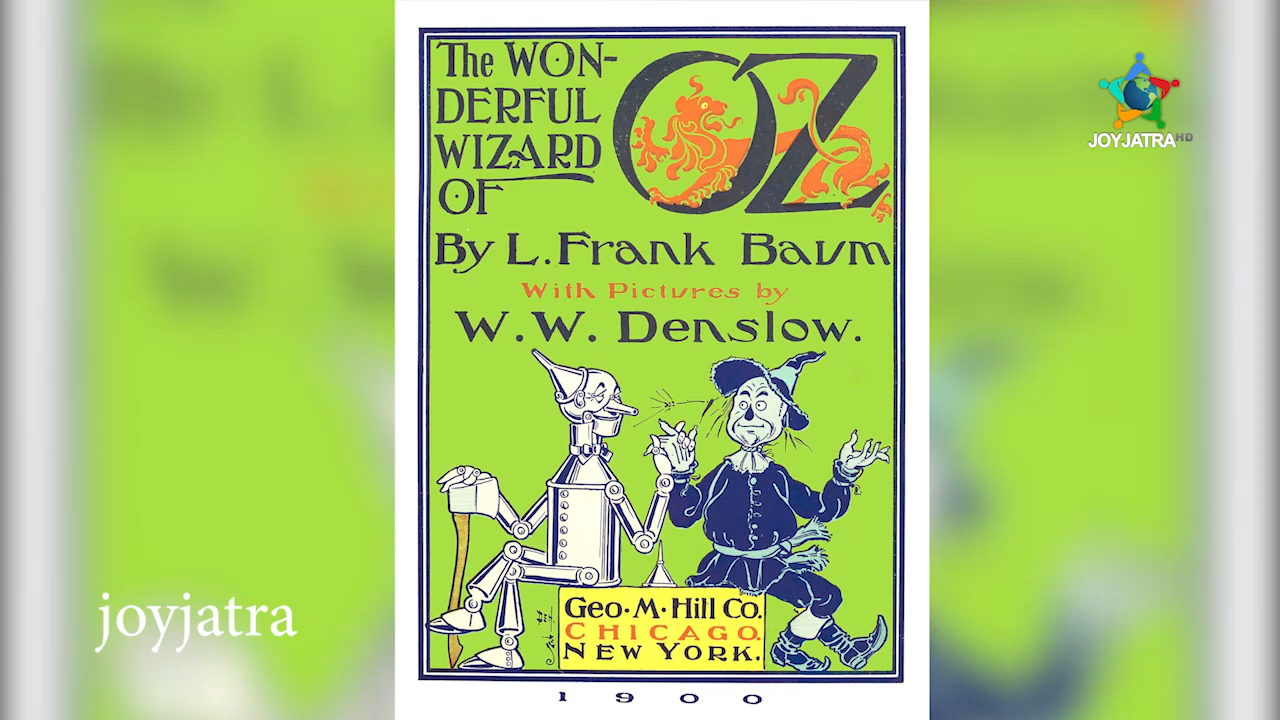 The WON-
DERFUL
WIZARD
OF
OZ
By L. Frank Baum
With Pictures by
W. W. Denslow.
Geo. M. Hill Co.
CHICAGO.
NEW YORK.
1900
JOYJATRA HD
joyjatra